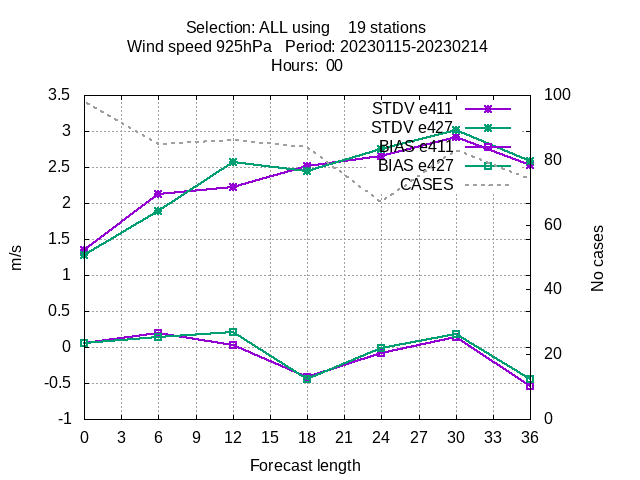 Selection: ALL using    19 stations
Wind speed 925hPa   Period: 20230115-20230214
Hours:  00
3.5
3
2.5
2
1.5
1
0.5
0
-0.5
-1
100
80
60
40
20
0
STDV e411
STDV e427
BIAS e411
BIAS e427
CASES
m/s
No cases
0 3 6 9 12 15 18 21 24 27 30 33 36
Forecast length